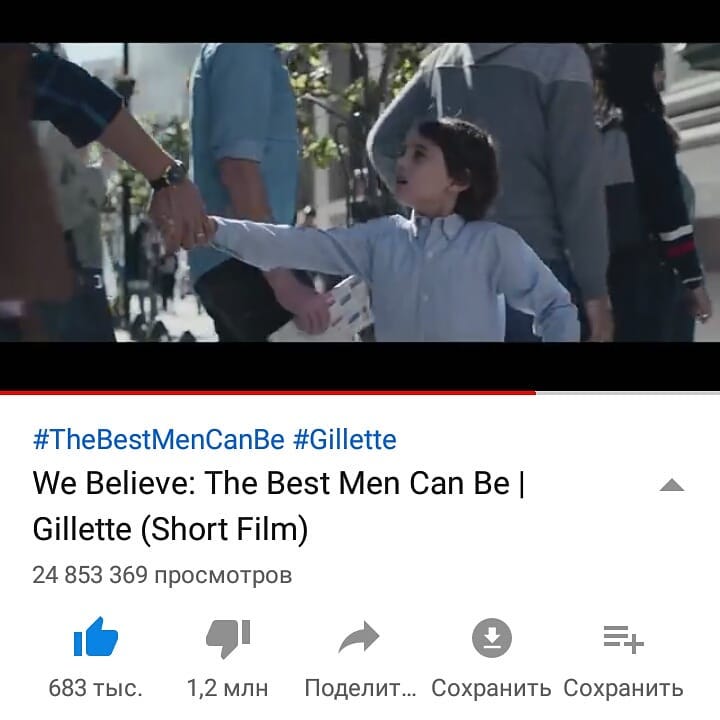 #TheBestMenCanBe #Gillette
We Believe: The Best Men Can Be |
Gillette (Short Film)
24 853 369 просмотров
683 тыс. 1,2 млн Поделит... Сохранить Сохранить